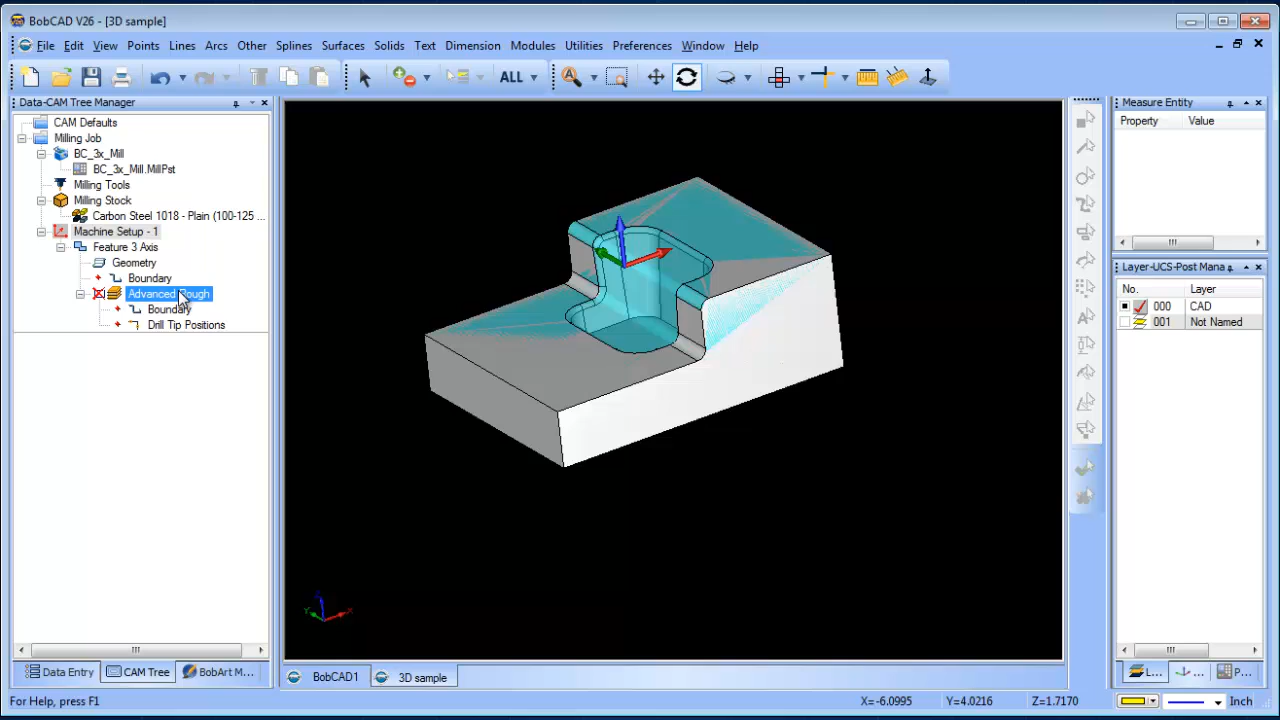 BobCAD V26 - [3D sample]
File Edit View Points Lines Arcs Other Splines Surfaces Solids Text Dimension Modules Utilities Preferences Window Help
ALL
Data-CAM Tree Manager
CAM Defaults
Milling Job
BC_3x_Mill
BC_3x_Mill.MillPst
Milling Tools
Milling Stock
Carbon Steel 1018 - Plain (100-125 ...
Machine Setup - 1
Feature 3 Axis
Geometry
Boundary
Advanced Rough
Boundary
Drill Tip Positions
Data Entry CAM Tree BobArt M...
Z
Y X
BobCAD1 3D sample
Measure Entity
Property Value
Layer-UCS-Post Mana
No. Layer
000 CAD
001 Not Named
L... ... P...
For Help, press F1 X= -6.0995 Y=4.0216 Z=1.7170 Inch